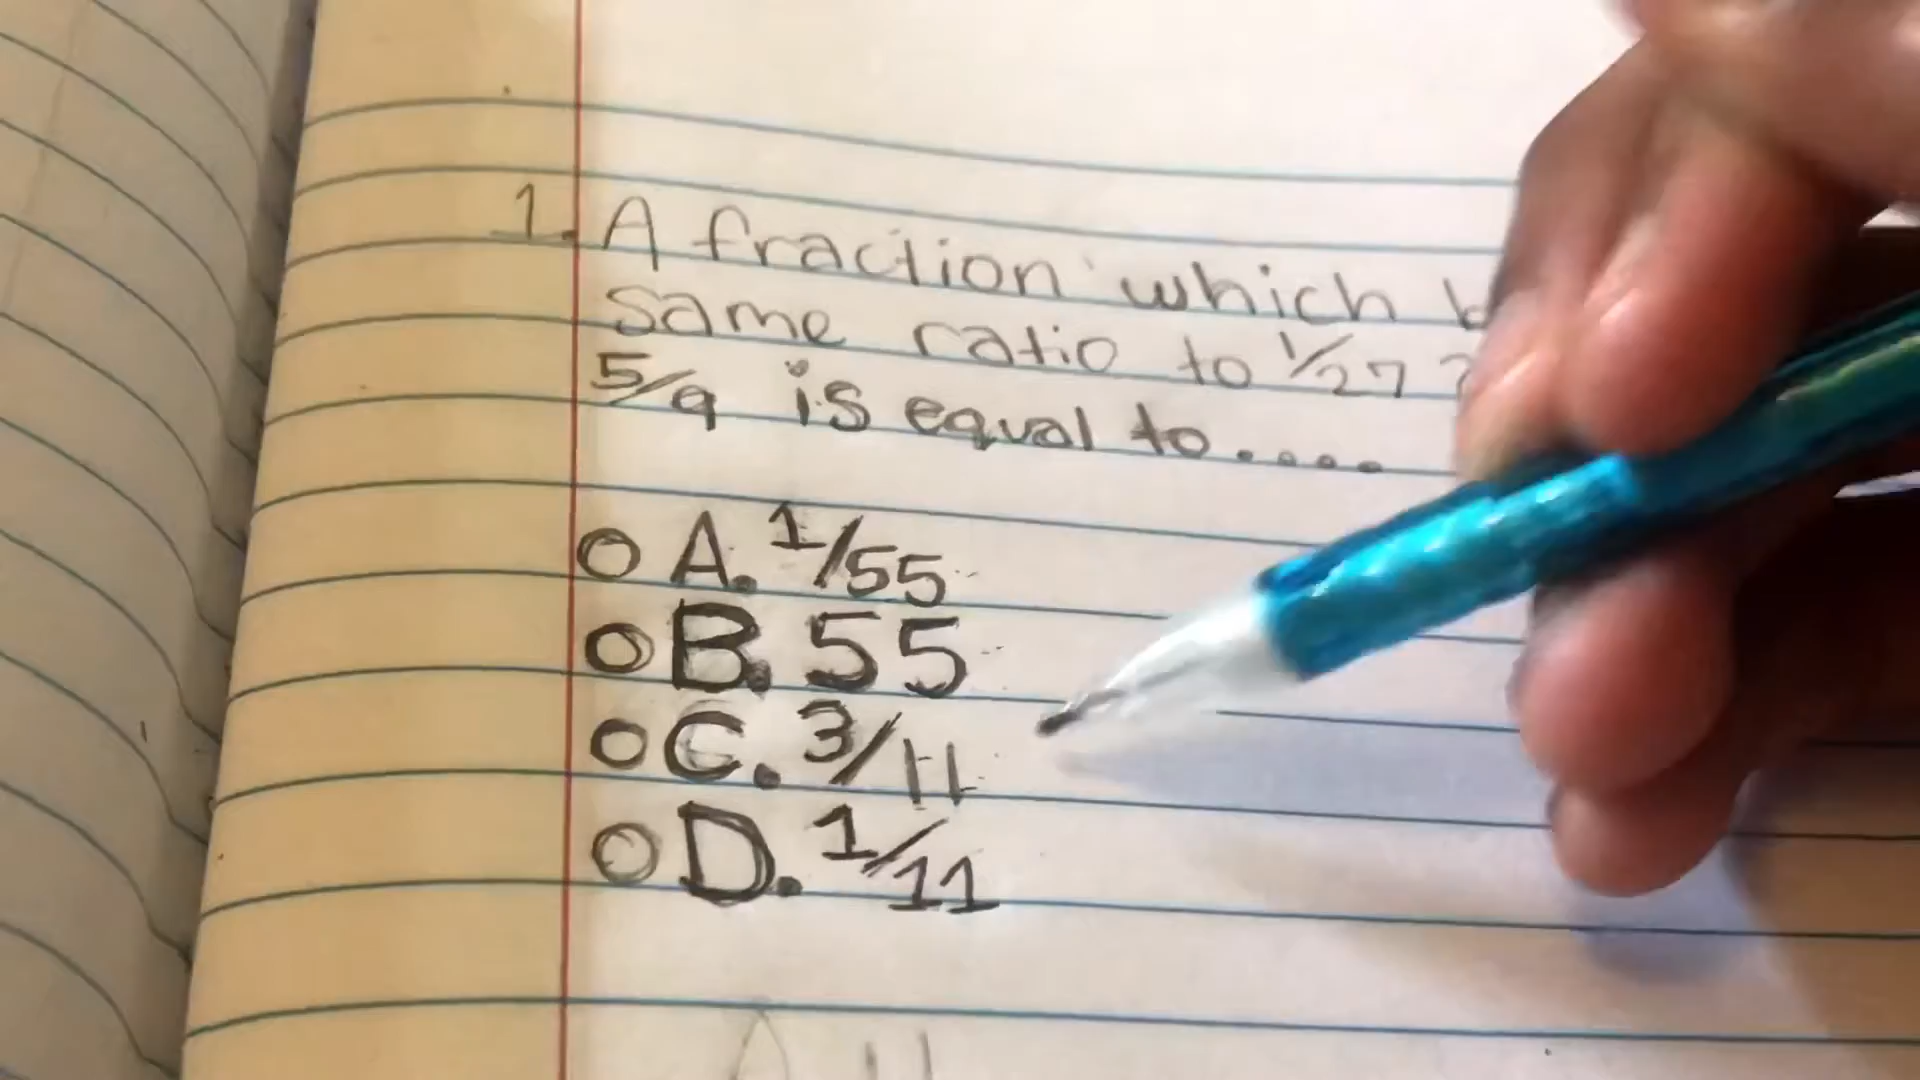 1. A fraction which b
same ratio to 1/27 ?
5/9 is equal to....
A. 1/55
B. 55
C. 3/11
D. 1/11